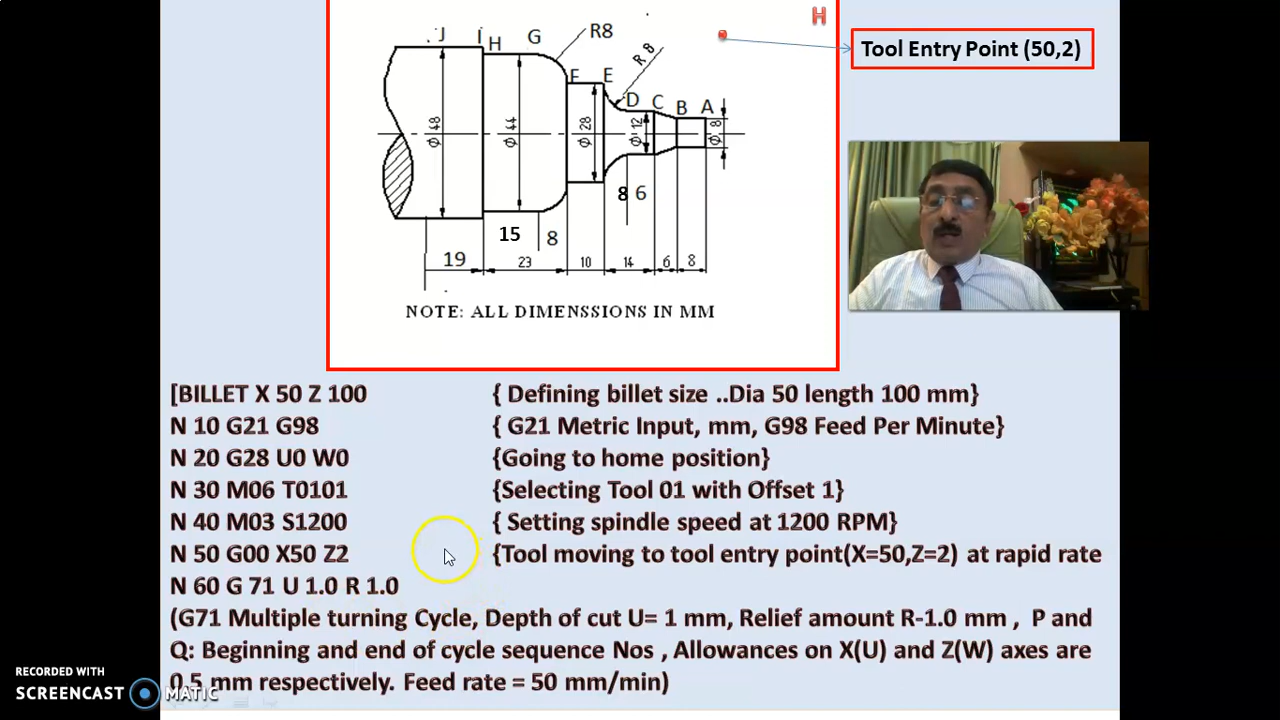 H
J I H G R8
R 8
Tool Entry Point (50,2)
F E D C B A
ϕ 48 ϕ 44 ϕ 28 ϕ 12 ϕ 8
8 6
15 8
19 23 10 14 6 8
NOTE: ALL DIMENSSIONS IN MM
[BILLET X 50 Z 100 { Defining billet size ..Dia 50 length 100 mm}
N 10 G21 G98 { G21 Metric Input, mm, G98 Feed Per Minute}
N 20 G28 U0 W0 {Going to home position}
N 30 M06 T0101 {Selecting Tool 01 with Offset 1}
N 40 M03 S1200 { Setting spindle speed at 1200 RPM}
N 50 G00 X50 Z2 {Tool moving to tool entry point(X=50,Z=2) at rapid rate
N 60 G 71 U 1.0 R 1.0
(G71 Multiple turning Cycle, Depth of cut U= 1 mm, Relief amount R-1.0 mm , P and
Q: Beginning and end of cycle sequence Nos , Allowances on X(U) and Z(W) axes are
0.5 mm respectively. Feed rate = 50 mm/min)
RECORDED WITH
SCREENCAST MATIC